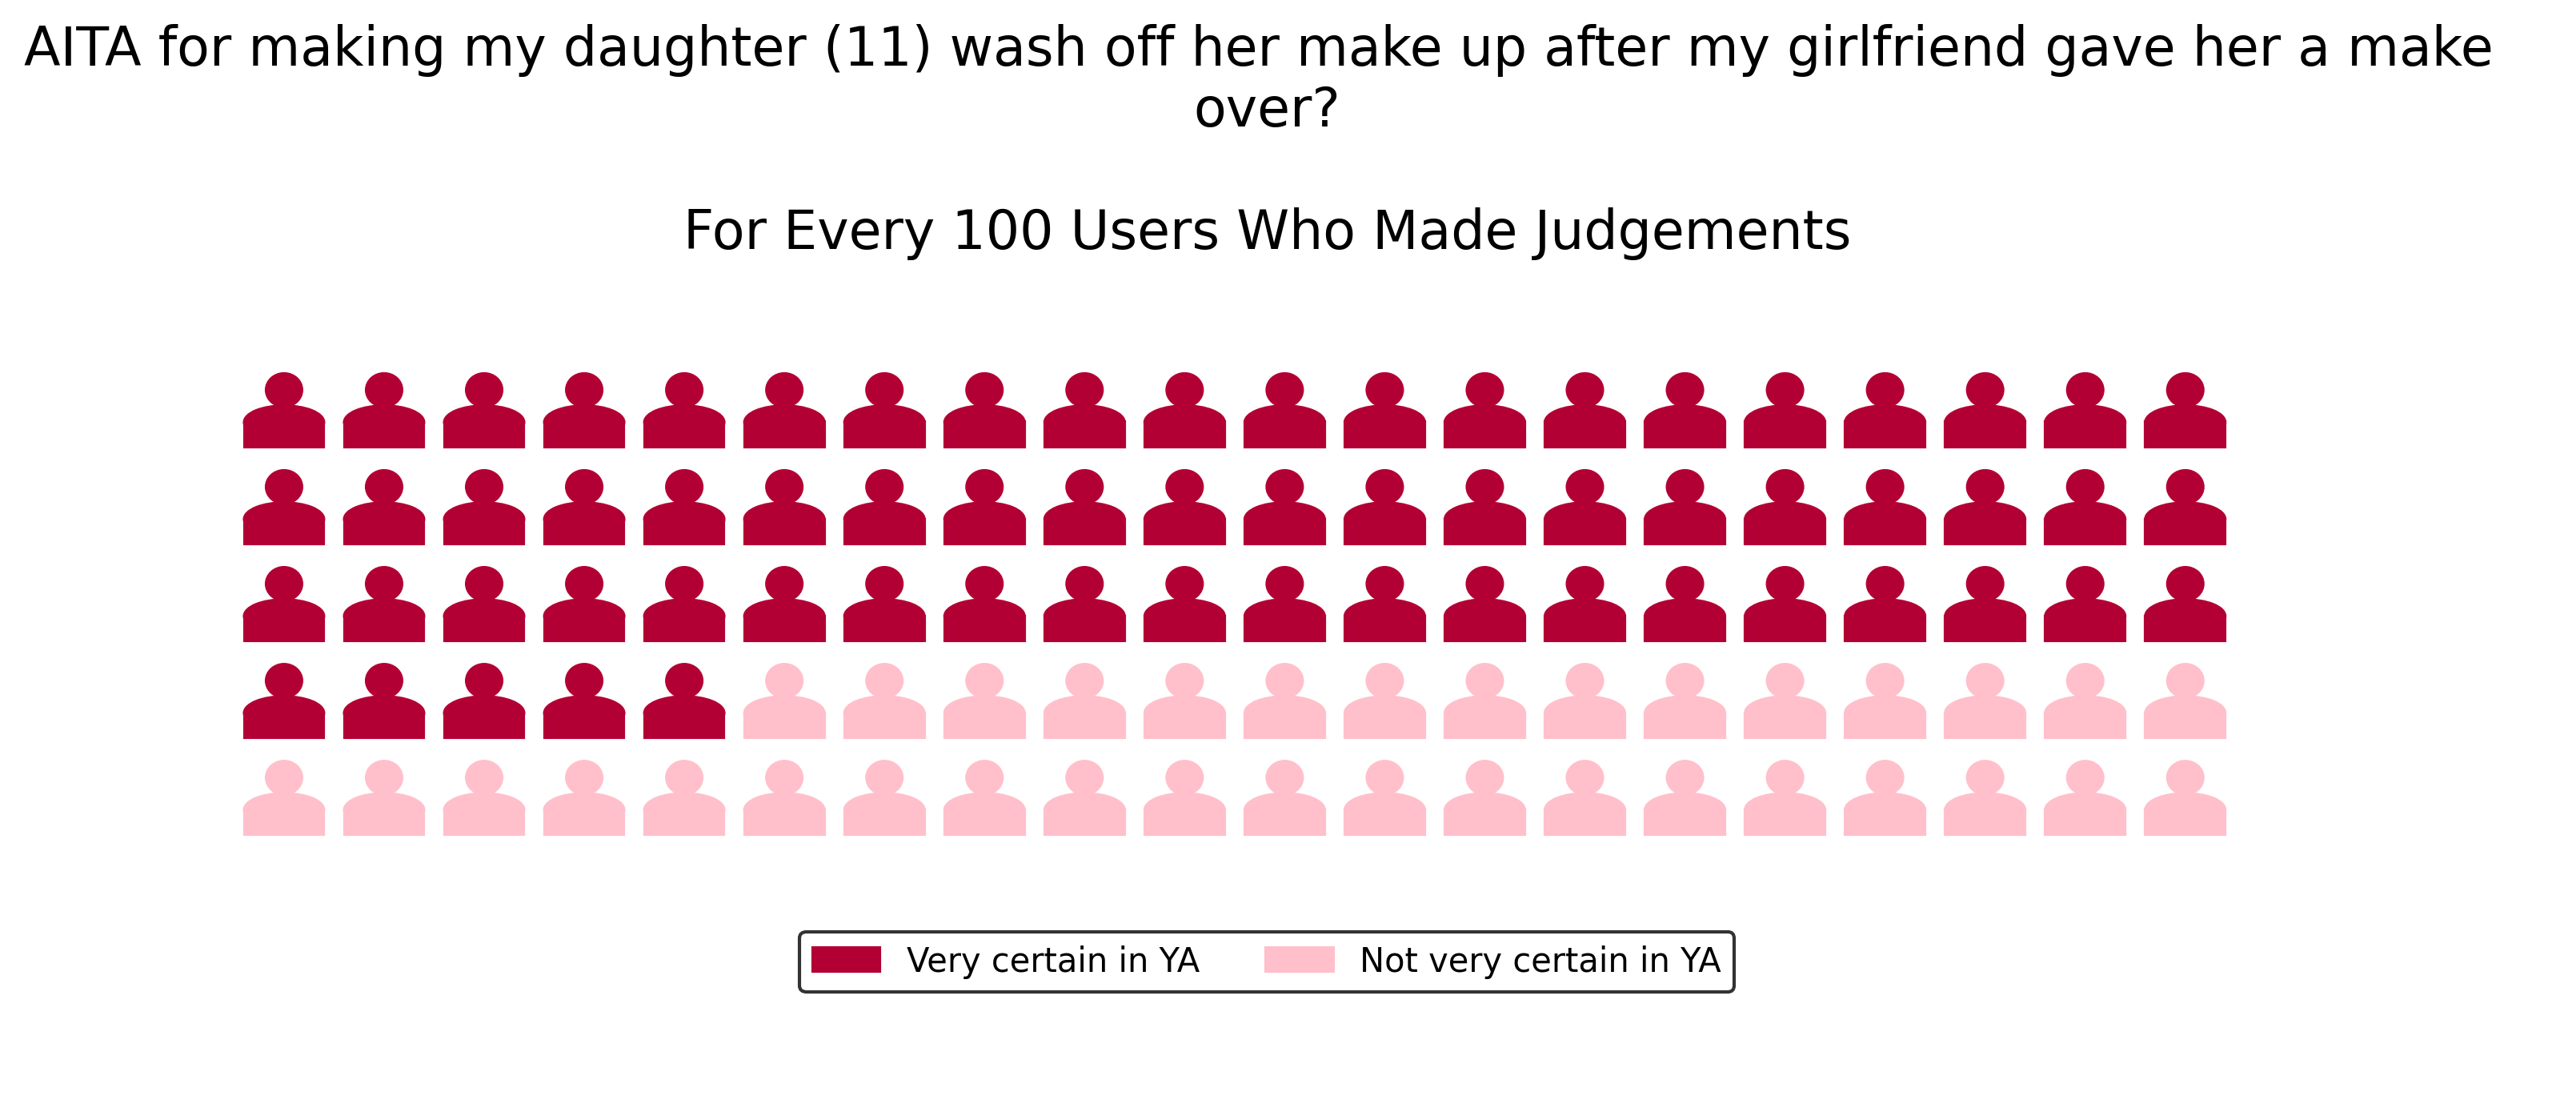 AITA for making my daughter (11) wash off her make up after my girlfriend gave her a make
over?
For Every 100 Users Who Made Judgements
Very certain in YA
Not very certain in YA